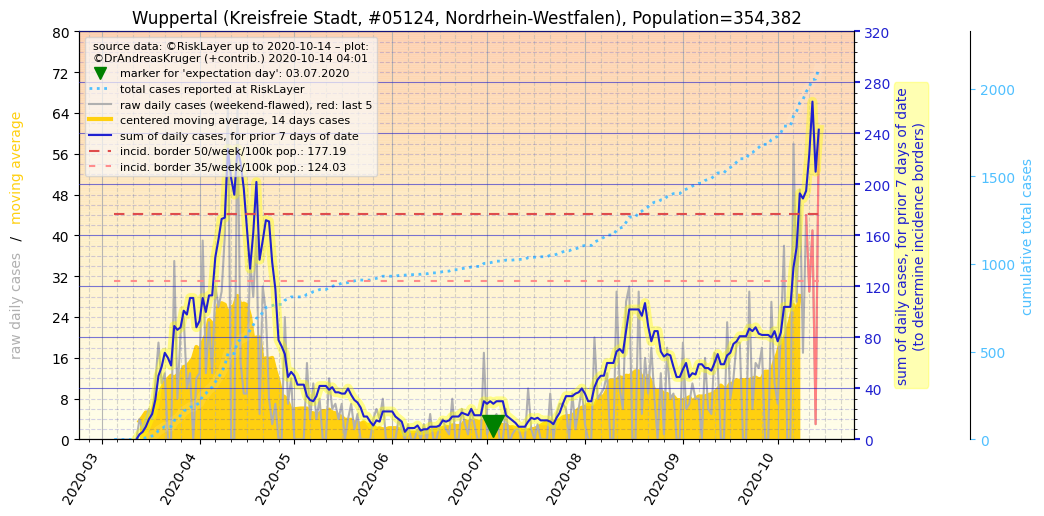 Wuppertal (Kreisfreie Stadt, #05124, Nordrhein-Westfalen), Population=354,382
source data: ©RiskLayer up to 2020-10-14 – plot:
©DrAndreasKruger (+contrib.) 2020-10-14 04:01
marker for 'expectation day': 03.07.2020
total cases reported at RiskLayer
raw daily cases (weekend-flawed), red: last 5
centered moving average, 14 days cases
sum of daily cases, for prior 7 days of date
incid. border 50/week/100k pop.: 177.19
incid. border 35/week/100k pop.: 124.03
raw daily cases / moving average
80
72
64
56
48
40
32
24
16
8
0
2020-03
2020-04
2020-05
2020-06
2020-07
2020-08
2020-09
2020-10
320
280
240
200
160
120
80
40
0
sum of daily cases, for prior 7 days of date
(to determine incidence borders)
2000
1500
1000
500
0
cumulative total cases